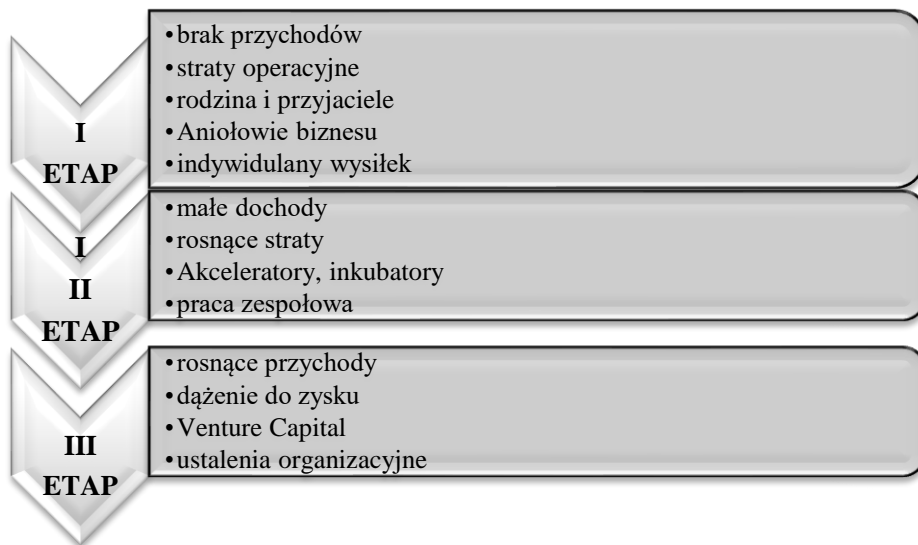 I
ETAP
•brak przychodów
•straty operacyjne
•rodzina i przyjaciele
•Aniołowie biznesu
•indywidulany wysiłek
I
II
ETAP
•małe dochody
•rosnące straty
•Akceleratory, inkubatory
•praca zespołowa
III
ETAP
•rosnące przychody
•dążenie do zysku
•Venture Capital
•ustalenia organizacyjne